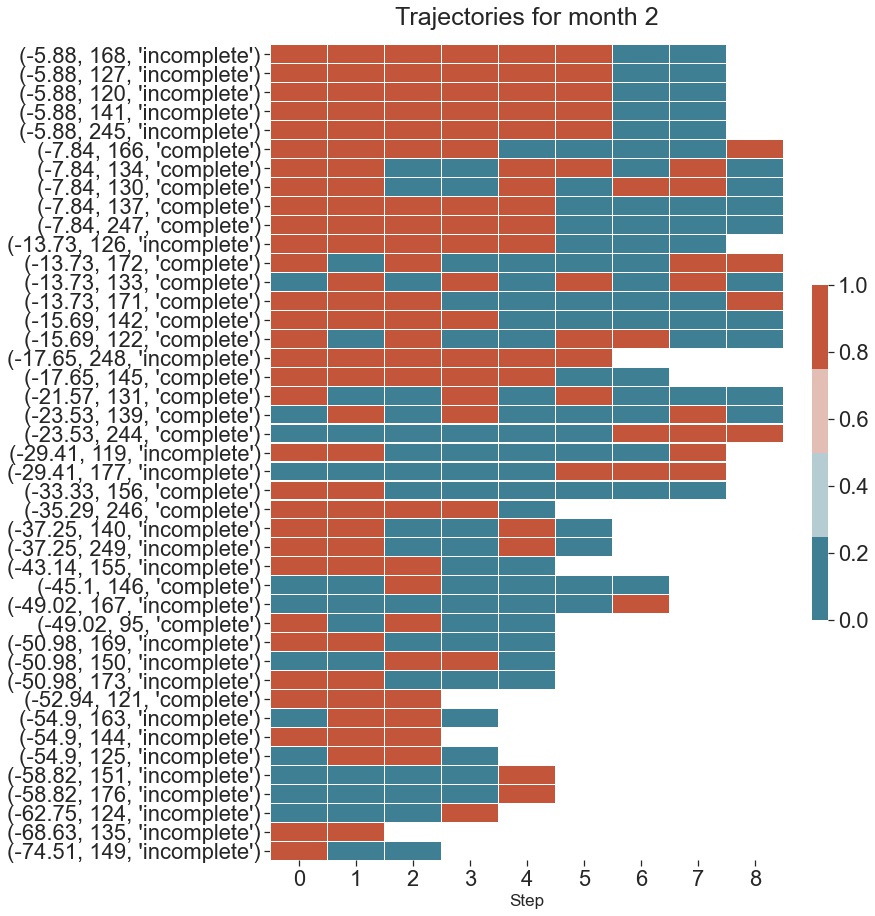 Trajectories for month 2
(-5.88, 168, 'incomplete')
(-5.88, 127, 'incomplete')
(-5.88, 120, 'incomplete')
(-5.88, 141, 'incomplete')
(-5.88, 245, 'incomplete')
(-7.84, 166, 'complete')
(-7.84, 134, 'complete')
(-7.84, 130, 'complete')
(-7.84, 137, 'complete')
(-7.84, 247, 'complete')
(-13.73, 126, 'incomplete')
(-13.73, 172, 'complete')
(-13.73, 133, 'complete')
(-13.73, 171, 'complete')
(-15.69, 142, 'complete')
(-15.69, 122, 'complete')
(-17.65, 248, 'incomplete')
(-17.65, 145, 'complete')
(-21.57, 131, 'complete')
(-23.53, 139, 'complete')
(-23.53, 244, 'complete')
(-29.41, 119, 'incomplete')
(-29.41, 177, 'incomplete')
(-33.33, 156, 'complete')
(-35.29, 246, 'complete')
(-37.25, 140, 'incomplete')
(-37.25, 249, 'incomplete')
(-43.14, 155, 'incomplete')
(-45.1, 146, 'complete')
(-49.02, 167, 'incomplete')
(-49.02, 95, 'complete')
(-50.98, 169, 'incomplete')
(-50.98, 150, 'incomplete')
(-50.98, 173, 'incomplete')
(-52.94, 121, 'complete')
(-54.9, 163, 'incomplete')
(-54.9, 144, 'incomplete')
(-54.9, 125, 'incomplete')
(-58.82, 151, 'incomplete')
(-58.82, 176, 'incomplete')
(-62.75, 124, 'incomplete')
(-68.63, 135, 'incomplete')
(-74.51, 149, 'incomplete')
0 1 2 3 4 5 6 7 8
Step
1.0
0.8
0.6
0.4
0.2
0.0